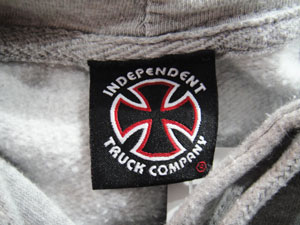 INDEPENDENT
TRUCK COMPANY
®